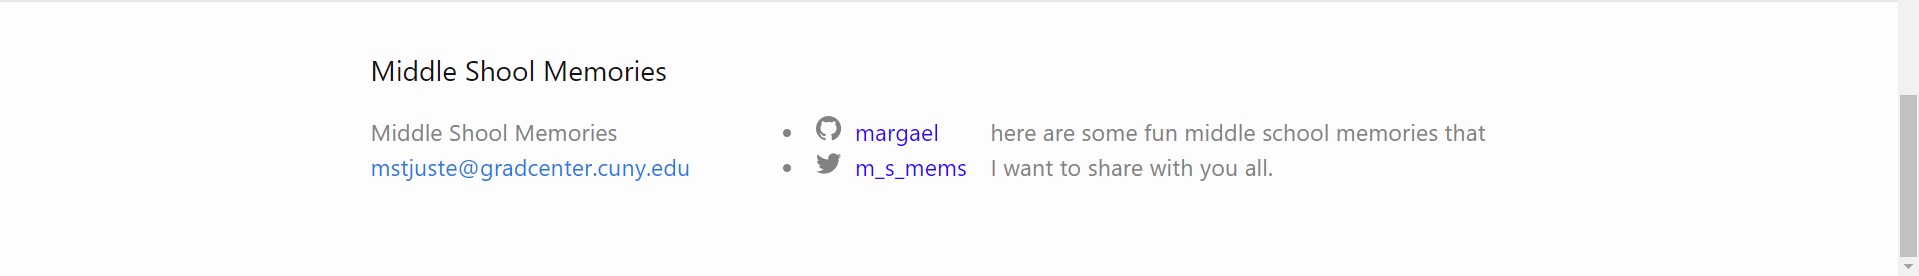 Middle Shool Memories
Middle Shool Memories
mstjuste@gradcenter.cuny.edu
margael
m_s_mems
here are some fun middle school memories that
I want to share with you all.